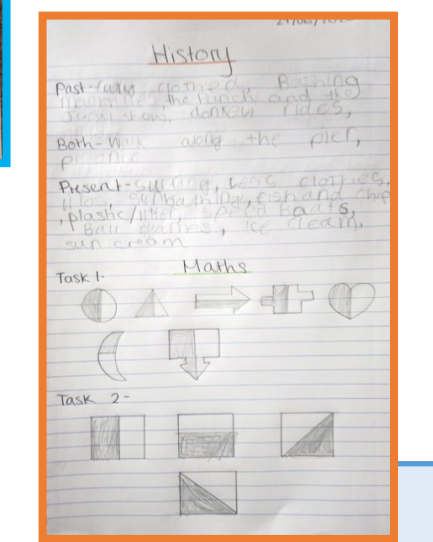 History
Past-fully clothed, Bathing
machines, the Punch and the
Judy show, donkey rides,
Both-Walk along the pier,
picnic
Present-surfing, less clothes,
sunbathing, fish and chips
, plastic/litter, speed boats,
Ball games, ice cream,
sun cream
Maths
Task 1-
Task 2-